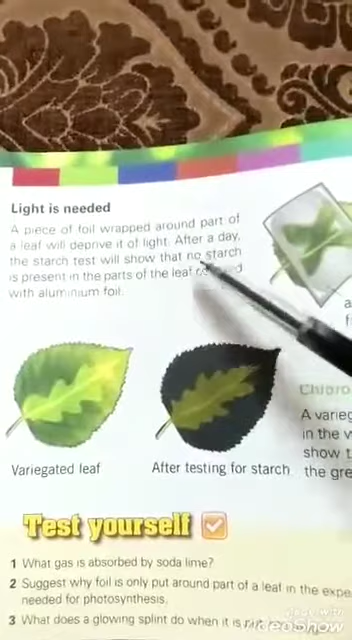 Light is needed
A piece of foil wrapped around part of
a leaf will deprive it of light. After a day,
the starch test will show that no starch
is present in the parts of the leaf
with aluminium foil.
a
Chloro
A varieg
in the v
show t
the gre
Variegated leaf
After testing for starch
Test yourself
1 What gas is absorbed by soda lime?
2 Suggest why foil is only put around part of a leaf in the expe
needed for photosynthesis.
3 What does a glowing splint do when it is
VideoShow